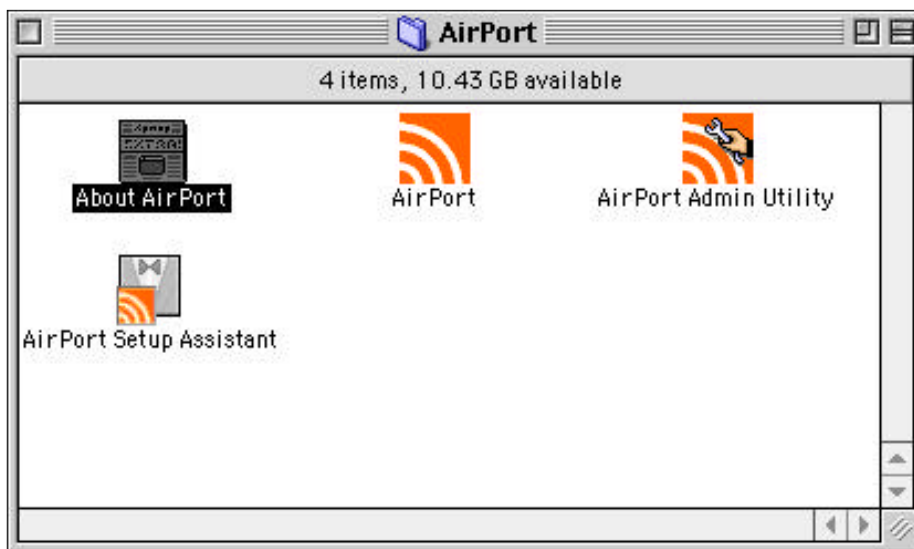 AirPort
4 items, 10.43 GB available
About AirPort
AirPort
AirPort Admin Utility
AirPort Setup Assistant